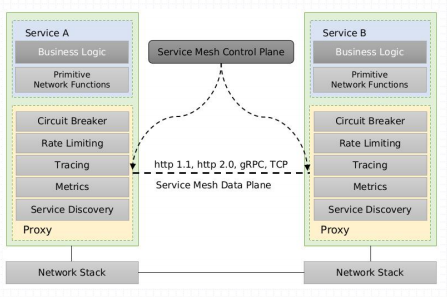 Service A
Business Logic
Primitive
Network Functions
Circuit Breaker
Rate Limiting
Tracing
Metrics
Service Discovery
Proxy
Network Stack
Service Mesh Control Plane
http 1.1, http 2.0, gRPC, TCP
Service Mesh Data Plane
Service B
Business Logic
Primitive
Network Functions
Circuit Breaker
Rate Limiting
Tracing
Metrics
Service Discovery
Proxy
Network Stack